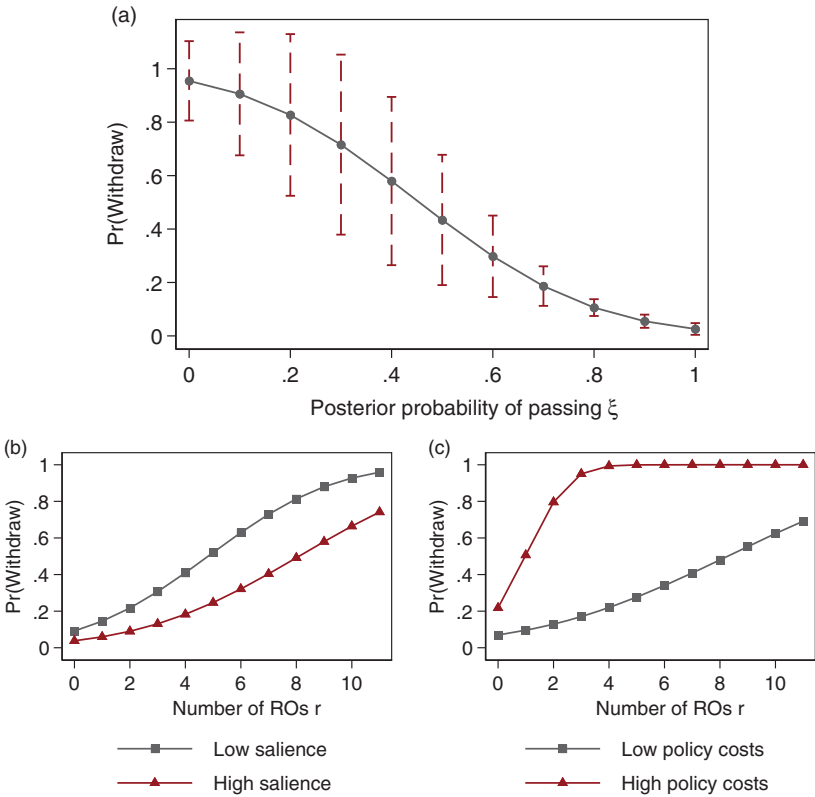 (a)
Pr(Withdraw)
1
.8
.6
.4
.2
0
0 .2 .4 .6 .8 1
Posterior probability of passing ξ
(b)
Pr(Withdraw)
1
.8
.6
.4
.2
0
0 2 4 6 8 10
Number of ROs r
Low salience
High salience
(c)
Pr(Withdraw)
1
.8
.6
.4
.2
0
0 2 4 6 8 10
Number of ROs r
Low policy costs
High policy costs